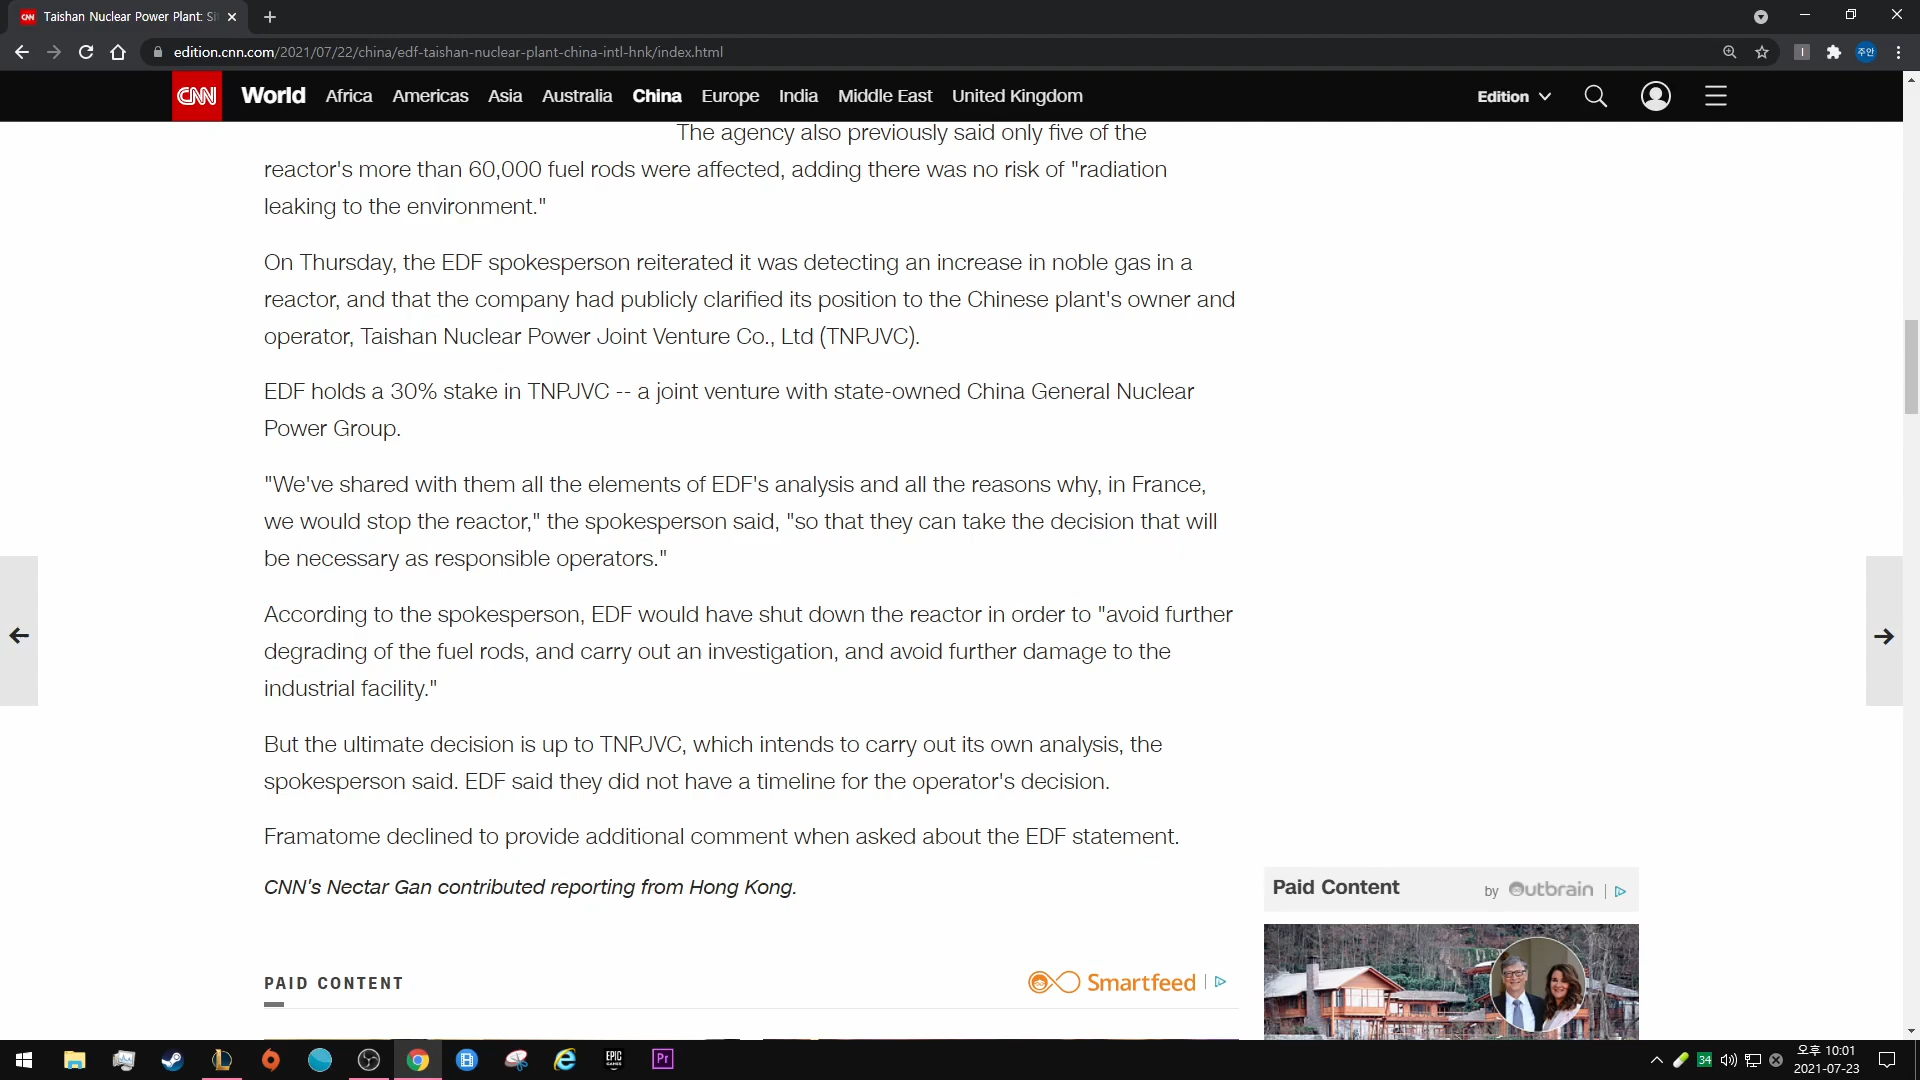 CNN Taishan Nuclear Power Plant: Si
edition.cnn.com/2021/07/22/china/edf-taishan-nuclear-plant-china-intl-hnk/index.html
주안
CNN World Africa Americas Asia Australia China Europe India Middle East United Kingdom Edition
The agency also previously said only five of the
reactor's more than 60,000 fuel rods were affected, adding there was no risk of "radiation
leaking to the environment."
On Thursday, the EDF spokesperson reiterated it was detecting an increase in noble gas in a
reactor, and that the company had publicly clarified its position to the Chinese plant's owner and
operator, Taishan Nuclear Power Joint Venture Co., Ltd (TNPJVC).
EDF holds a 30% stake in TNPJVC -- a joint venture with state-owned China General Nuclear
Power Group.
"We've shared with them all the elements of EDF's analysis and all the reasons why, in France,
we would stop the reactor," the spokesperson said, "so that they can take the decision that will
be necessary as responsible operators."
According to the spokesperson, EDF would have shut down the reactor in order to "avoid further
degrading of the fuel rods, and carry out an investigation, and avoid further damage to the
industrial facility."
But the ultimate decision is up to TNPJVC, which intends to carry out its own analysis, the
spokesperson said. EDF said they did not have a timeline for the operator's decision.
Framatome declined to provide additional comment when asked about the EDF statement.
CNN's Nectar Gan contributed reporting from Hong Kong.
Paid Content by Outbrain
PAID CONTENT Smartfeed
EPIC GAMES
Pr
34
오후 10:01
2021-07-23